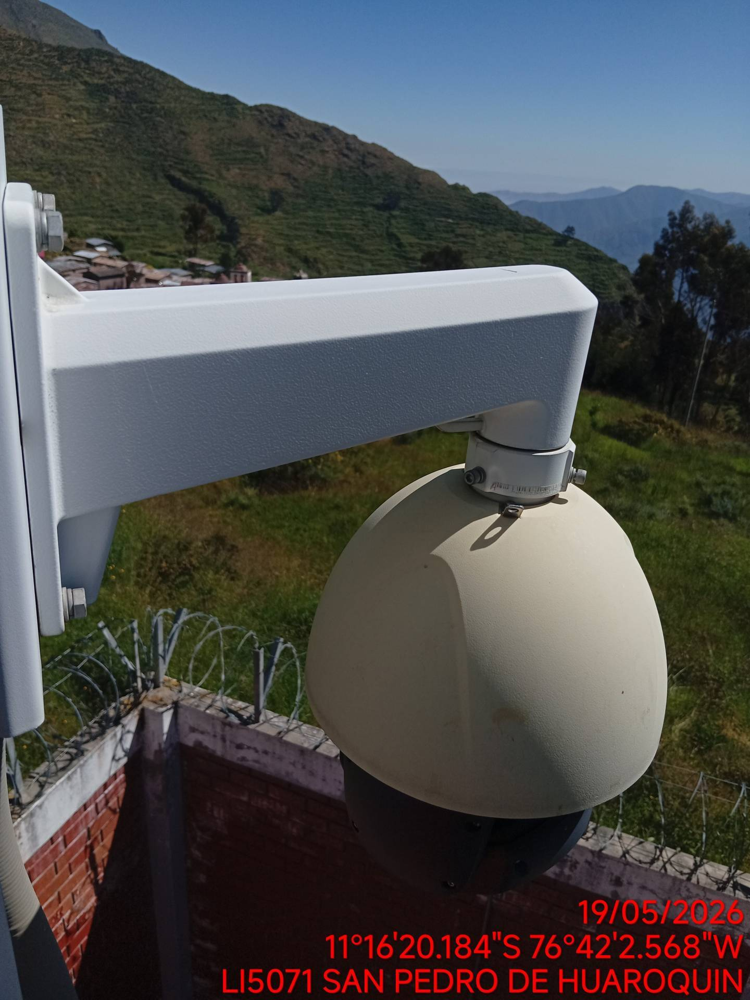 19/05/2026
11°16'20.184"S 76°42'2.568"W
LI5071 SAN PEDRO DE HUAROQUIN